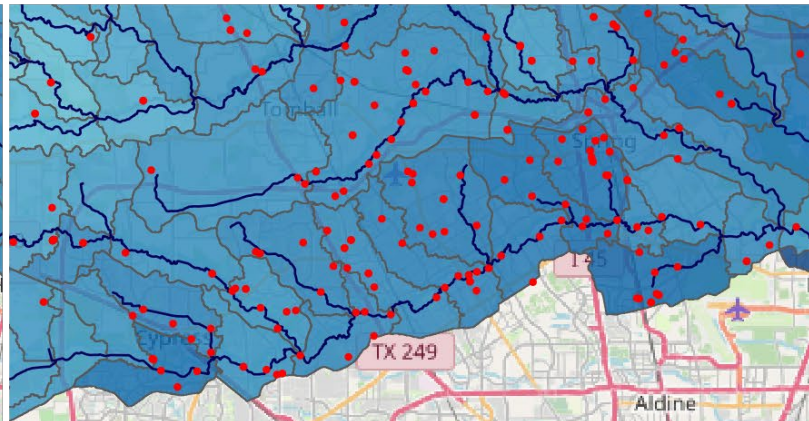 Tomball
Spring
I 45
Cypress
TX 249
Aldine